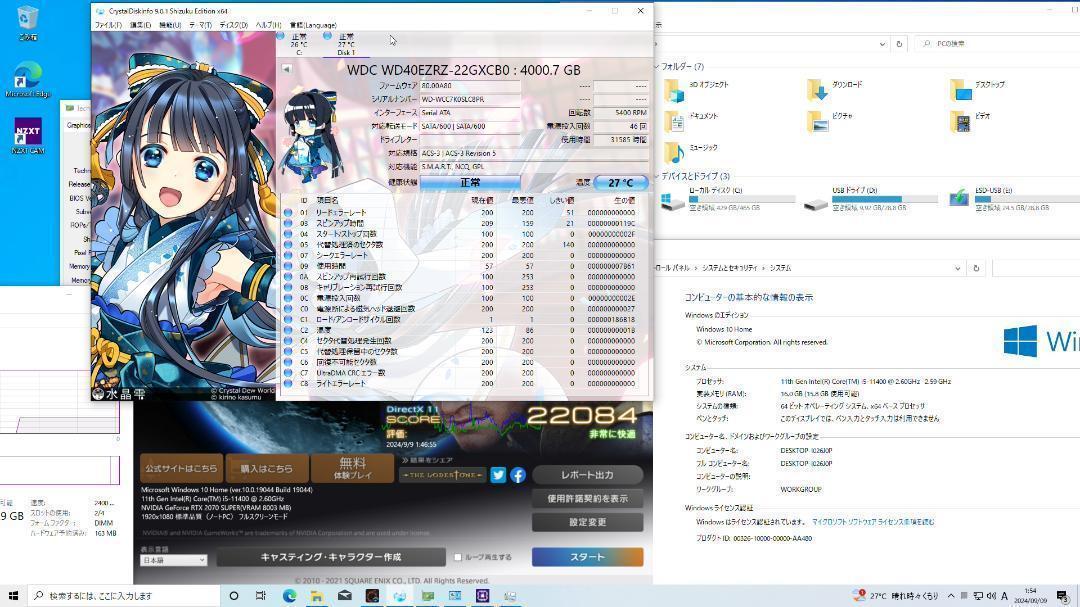 ごみ箱
Microsoft Edge
NZXT
NZXT CAM
CrystalDiskInfo 9.0.1 Shizuku Edition x64
ファイル(F) 編集(E) 機能(U) テーマ(T) ディスク(D) ヘルプ(H) 言語(Language)
正常
26 °C
C:
正常
27 °C
Disk 1
WDC WD40EZRZ-22GXCB0 : 4000.7 GB
ファームウェア 80.00A80 ---- ----
シリアルナンバー WD-WCC7K0SLC8PR ---- ----
インターフェース Serial ATA 回転数 5400 RPM
対応転送モード SATA/600 | SATA/600 電源投入回数 46 回
ドライブレター 使用時間 31585 時間
対応規格 ACS-3 | ACS-3 Revision 5
対応機能 S.M.A.R.T., NCQ, GPL
健康状態 正常 温度 27 °C
ID 項目名 現在値 最悪値 しきい値 生の値
01 リードエラーレート 200 200 51 000000000000
03 スピンアップ時間 209 159 21 00000000119C
04 スタート/ストップ回数 100 100 0 00000000002F
05 代替処理済のセクタ数 200 200 140 000000000000
07 シークエラーレート 200 200 0 000000000000
09 使用時間 57 57 0 000000007B61
0A スピンアップ再試行回数 100 253 0 000000000000
0B キャリブレーション再試行回数 100 253 0 000000000000
0C 電源投入回数 100 100 0 00000000002E
C0 電源断による磁気ヘッド退避回数 200 200 0 000000000027
C1 ロード/アンロードサイクル回数 1 1 0 000000186818
C2 温度 123 86 0 00000000001B
C4 セクタ代替処理発生回数 200 200 0 000000000000
C5 代替処理保留中のセクタ数 200 200 0 000000000000
C6 回復不可能セクタ数 200 200 0 000000000000
C7 UltraDMA CRC エラー数 200 200 0 000000000000
C8 ライトエラーレート 200 200 0 000000000000
水晶雫
© Crystal Dew World
© kirino kasumu
Tech
Graphics
Techn
Release
BIOS V
Subv
ROPs/
Sh
Pixel
Memory
Memo
PCの検索
フォルダー (7)
3D オブジェクト
ダウンロード
デスクトップ
ドキュメント
ピクチャ
ビデオ
ミュージック
デバイスとドライブ (3)
ローカル ディスク (C:)
空き領域 429 GB/465 GB
USB ドライブ (D:)
空き領域 9.92 GB/28.8 GB
ESD-USB (E:)
空き領域 24.5 GB/28.8 GB
ロール パネル › システムとセキュリティ › システム
コンピューターの基本的な情報の表示
Windows のエディション
Windows 10 Home
© Microsoft Corporation. All rights reserved.
Wi
システム
プロセッサ: 11th Gen Intel(R) Core(TM) i5-11400 @ 2.60GHz 2.59 GHz
実装メモリ (RAM): 16.0 GB (15.8 GB 使用可能)
システムの種類: 64 ビット オペレーティング システム、x64 ベース プロセッサ
ペンとタッチ: このディスプレイでは、ペン入力とタッチ入力は利用できません
コンピューター名、ドメインおよびワークグループの設定
コンピューター名: DESKTOP-I026J0P
フル コンピューター名: DESKTOP-I026J0P
コンピューターの説明:
ワークグループ: WORKGROUP
Windows ライセンス認証
Windows はライセンス認証されています。 マイクロソフト ソフトウェア ライセンス条項を読む
プロダクト ID: 00326-10000-00000-AA480
DirectX 11
SCORE 22084
評価: 非常に快適
2024/9/9 1:46:55
結果をシェア
公式サイトはこちら
購入はこちら
無料
体験プレイ
THE LODESTONE
レポート出力
使用許諾契約を表示
設定変更
Microsoft Windows 10 Home (ver.10.0.19044 Build 19044)
11th Gen Intel(R) Core(TM) i5-11400 @ 2.60GHz
NVIDIA GeForce RTX 2070 SUPER(VRAM 8003 MB)
1920x1080 標準品質（ノートPC） フルスクリーンモード
表示言語
日本語
キャスティング・キャラクター作成
ループ再生する
スタート
© 2010 - 2021 SQUARE ENIX CO., LTD. All Rights Reserved.
0
可能
9 GB
速度: 2400...
スロットの使用: 2/4
フォーム ファクター: DIMM
ハードウェア予約済み: 163 MB
検索するには、ここに入力します
27°C 晴れ時々くもり
A
1:54
2024/09/09
3